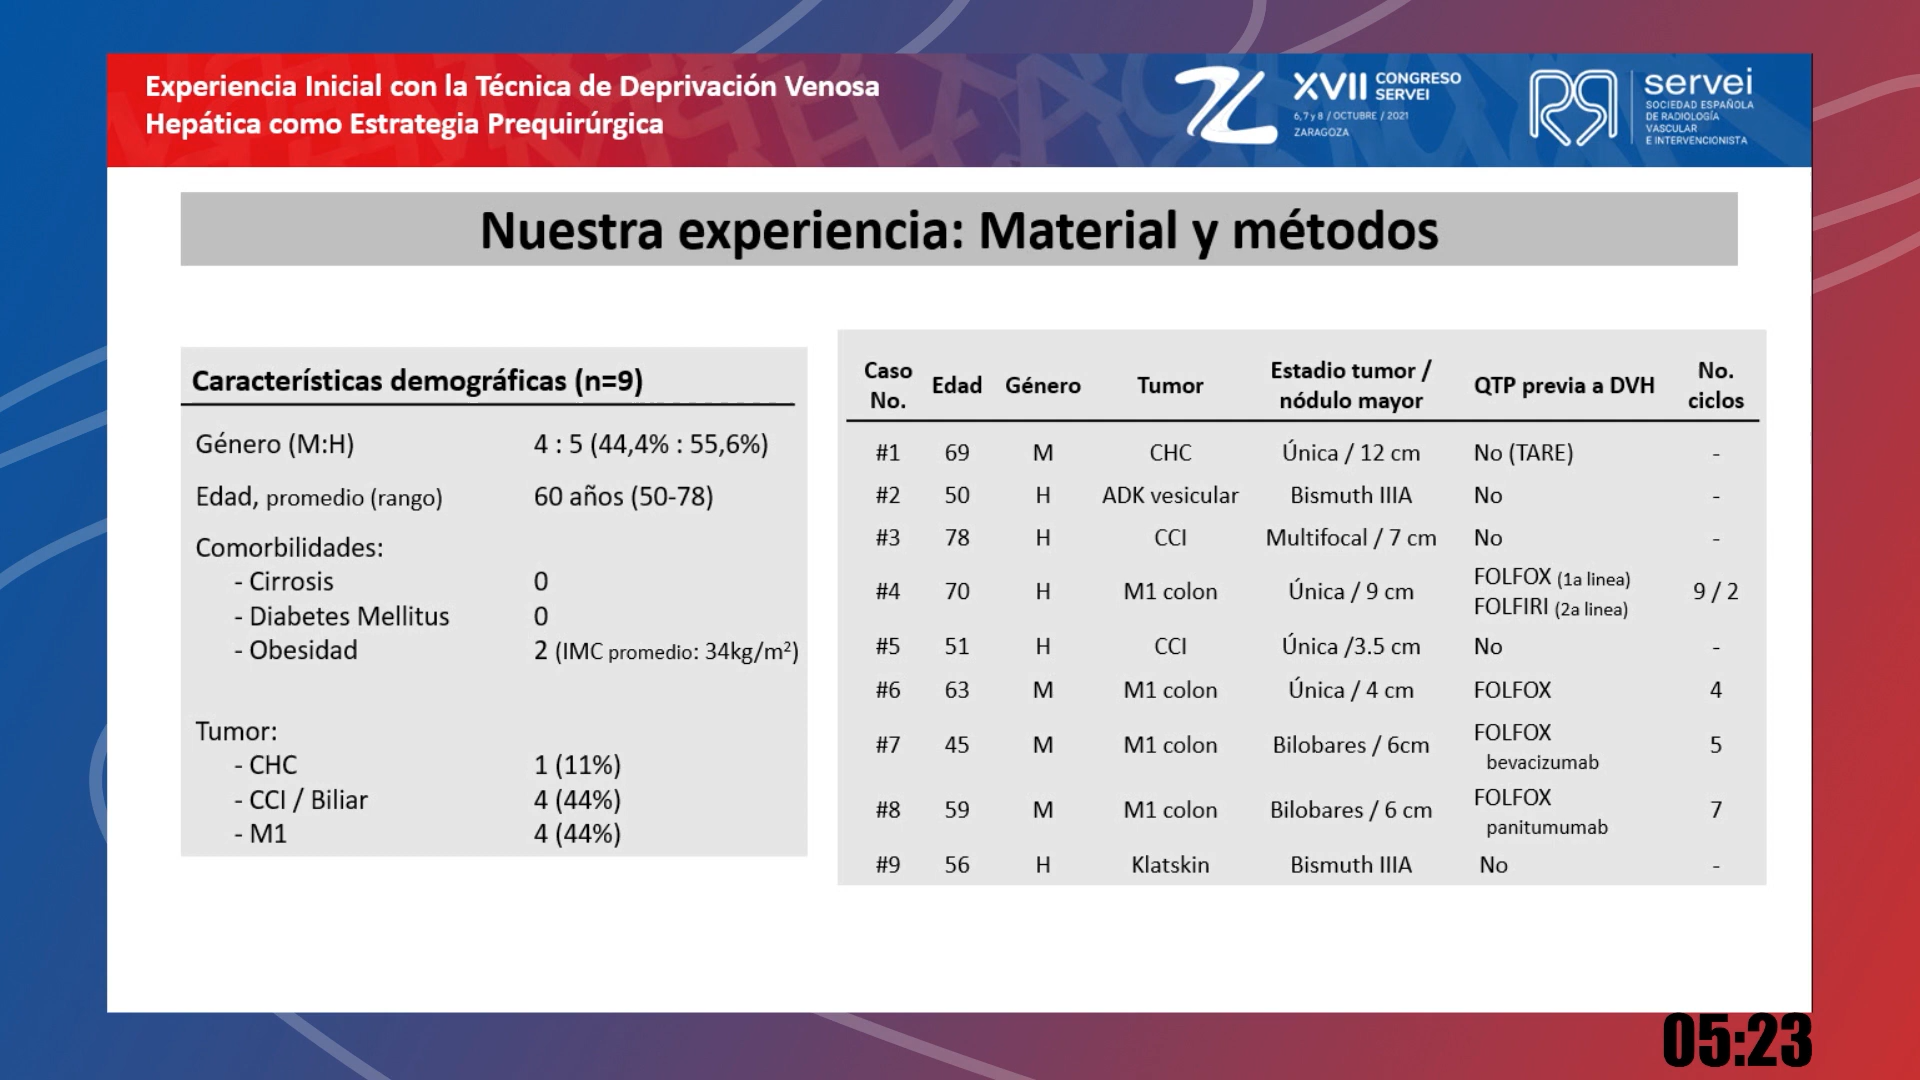 Experiencia Inicial con la Técnica de Deprivación Venosa
Hepática como Estrategia Prequirúrgica
XVII CONGRESO
SERVEI
6, 7 y 8 / OCTUBRE / 2021
ZARAGOZA
servei
SOCIEDAD ESPAÑOLA
DE RADIOLOGÍA
VASCULAR
E INTERVENCIONISTA
Nuestra experiencia: Material y métodos
Características demográficas (n=9)
Género (M:H) 4 : 5 (44,4% : 55,6%)
Edad, promedio (rango) 60 años (50-78)
Comorbilidades:
- Cirrosis 0
- Diabetes Mellitus 0
- Obesidad 2 (IMC promedio: 34kg/m²)
Tumor:
- CHC 1 (11%)
- CCI / Biliar 4 (44%)
- M1 4 (44%)
Caso No. Edad Género Tumor Estadio tumor / nódulo mayor QTP previa a DVH No. ciclos
#1 69 M CHC Única / 12 cm No (TARE) -
#2 50 H ADK vesicular Bismuth IIIA No -
#3 78 H CCI Multifocal / 7 cm No -
#4 70 H M1 colon Única / 9 cm FOLFOX (1a linea) FOLFIRI (2a linea) 9 / 2
#5 51 H CCI Única /3.5 cm No -
#6 63 M M1 colon Única / 4 cm FOLFOX 4
#7 45 M M1 colon Bilobares / 6cm FOLFOX bevacizumab 5
#8 59 M M1 colon Bilobares / 6 cm FOLFOX panitumumab 7
#9 56 H Klatskin Bismuth IIIA No -
05:23